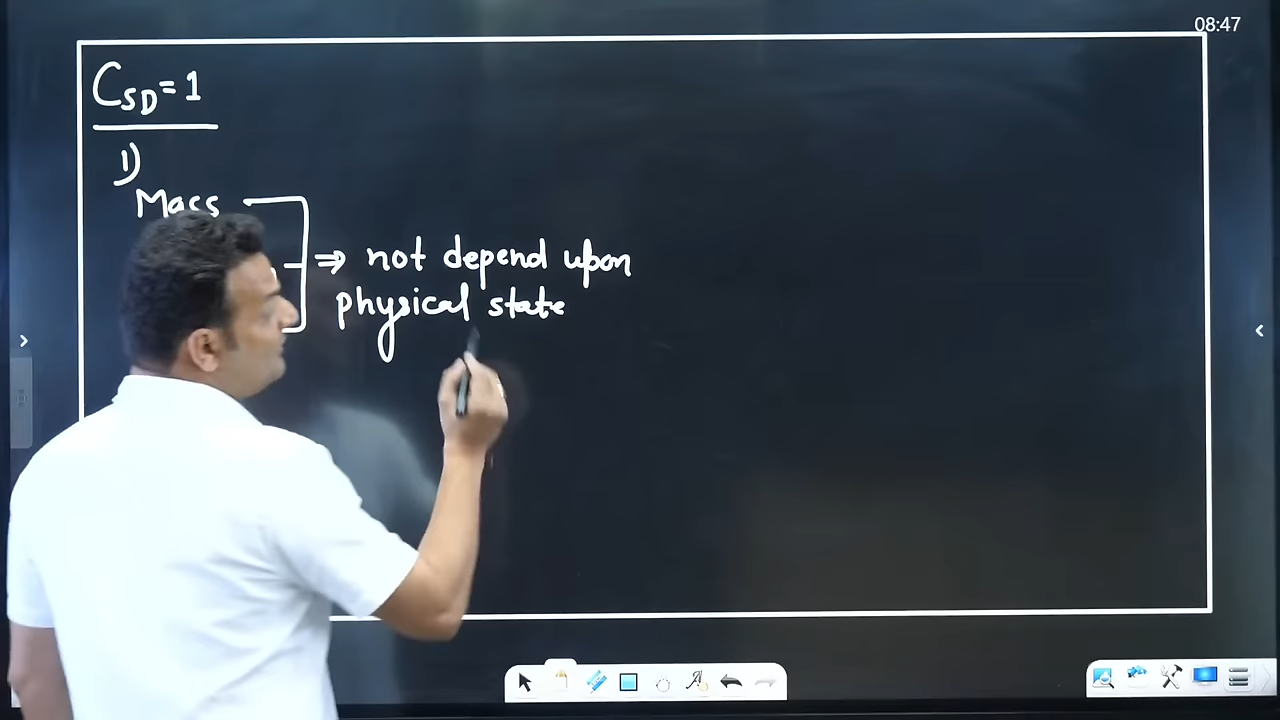 08:47
CSD=1
1)
Mass
⇒ not depend upon
physical state